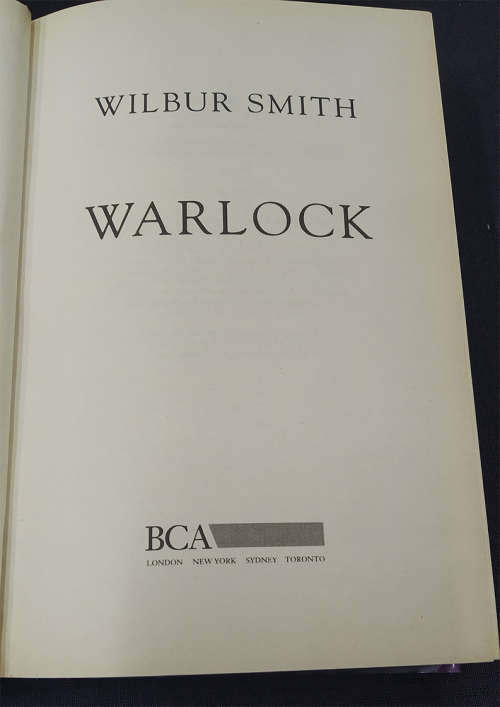 WILBUR SMITH
WARLOCK
BCA
LONDON NEW YORK SYDNEY TORONTO